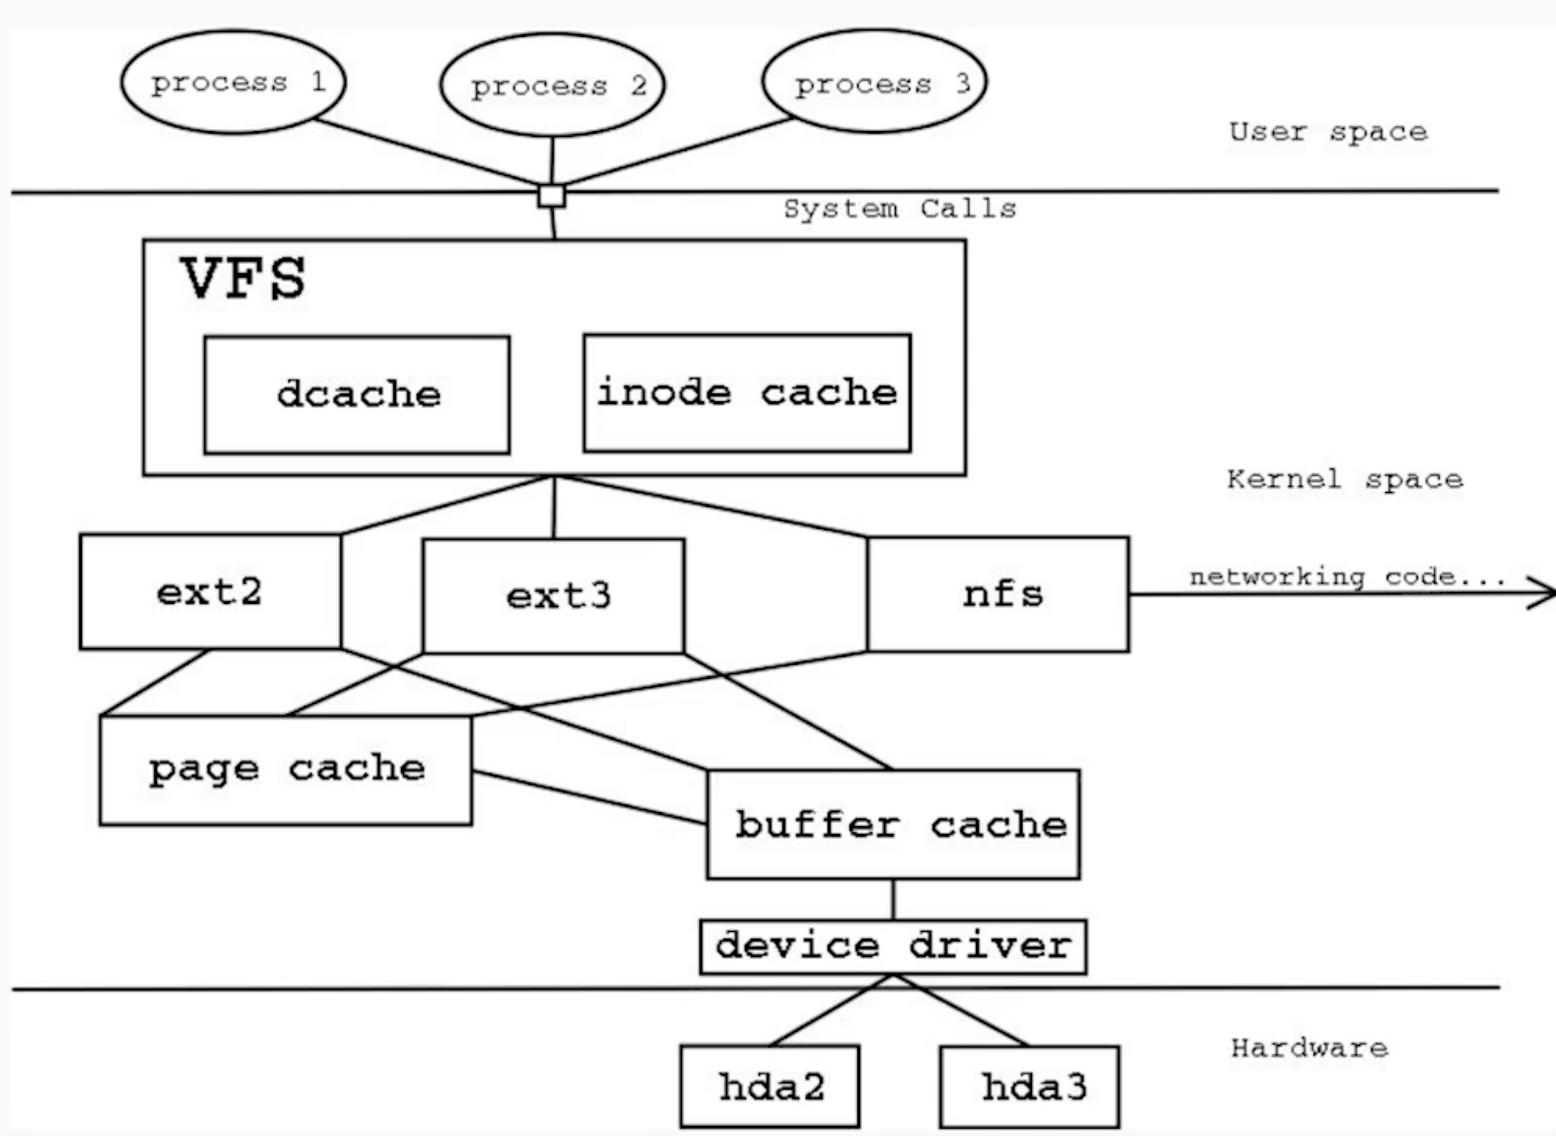 process 1
process 2
process 3
User space
System Calls
VFS
dcache
inode cache
Kernel space
ext2
ext3
nfs
networking code...
page cache
buffer cache
device driver
Hardware
hda2
hda3